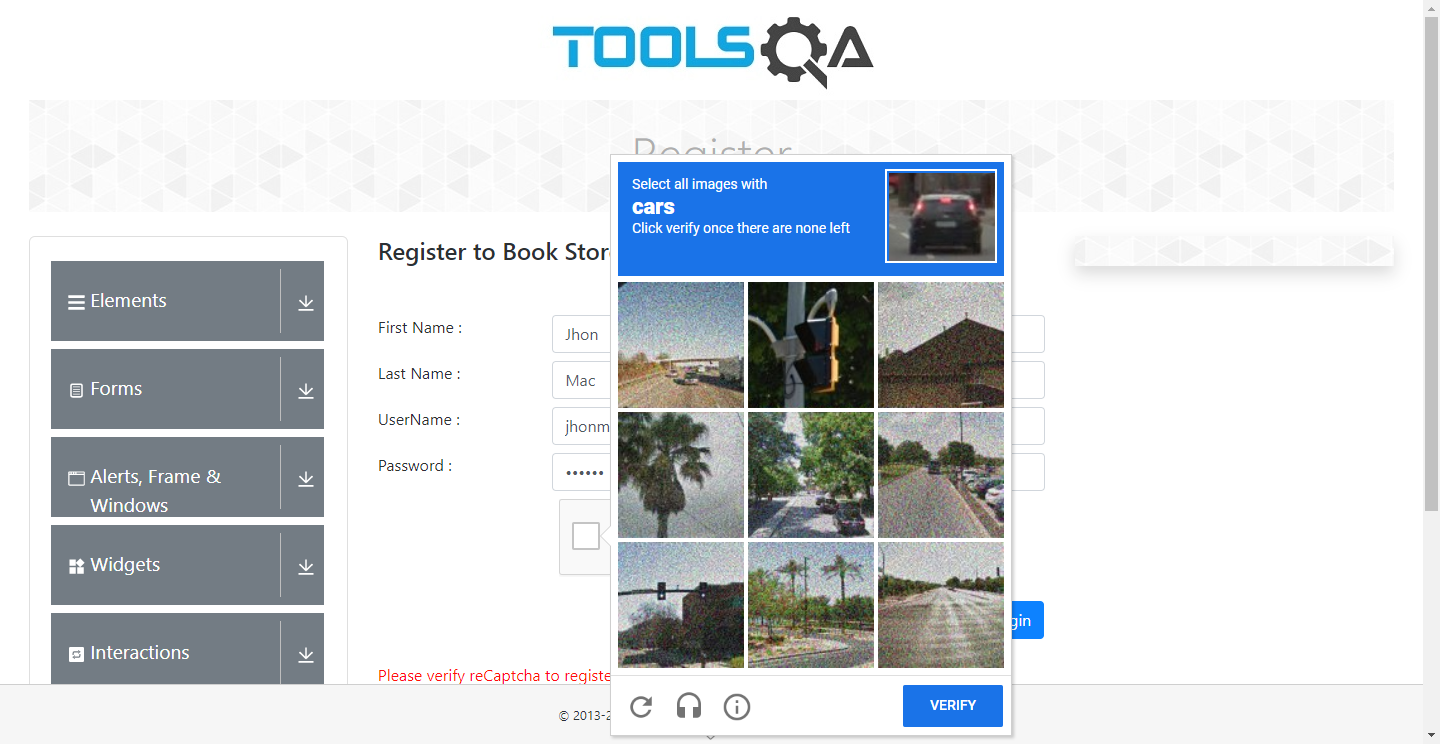 TOOLSQA
Register
Select all images with
cars
Click verify once there are none left
Register to Book Stor
Elements
Forms
Alerts, Frame &
Windows
Widgets
Interactions
First Name :
Jhon
Last Name :
Mac
UserName :
jhonm
Password :
••••••
gin
Please verify reCaptcha to registe
VERIFY
© 2013-2